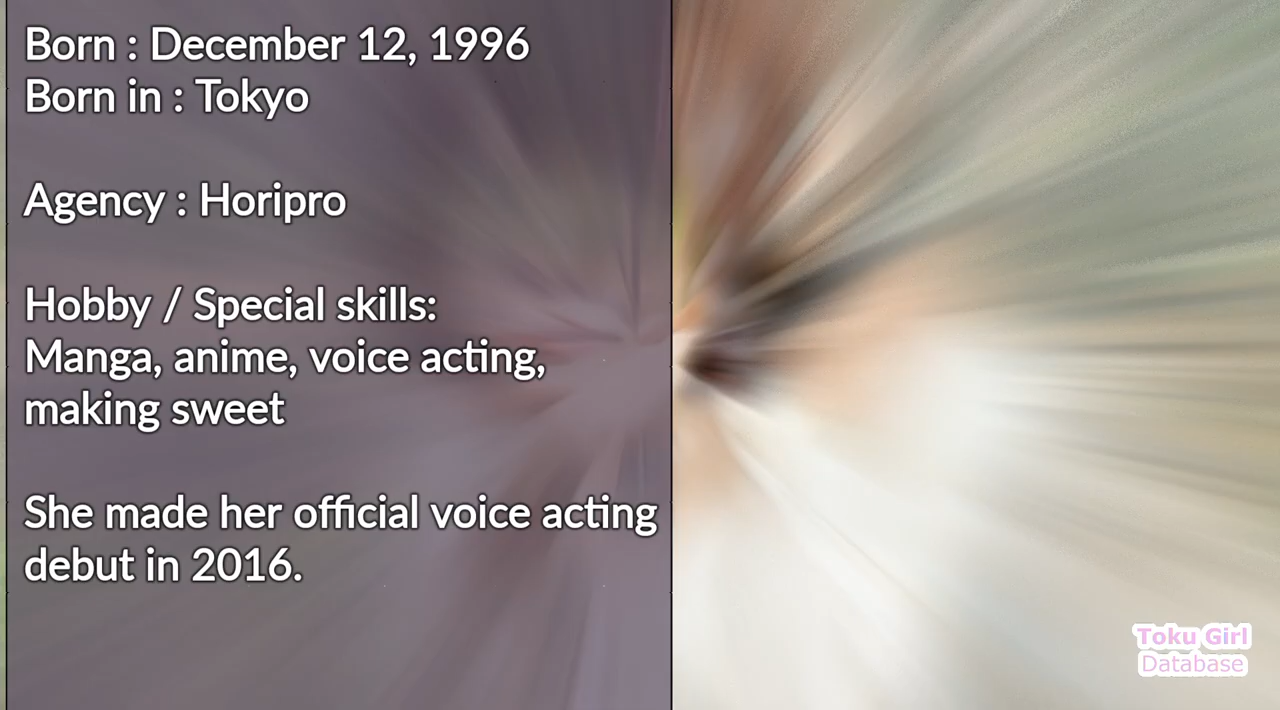 Born : December 12, 1996
Born in : Tokyo
Agency : Horipro
Hobby / Special skills:
Manga, anime, voice acting,
making sweet
She made her official voice acting
debut in 2016.
Toku Girl
Database